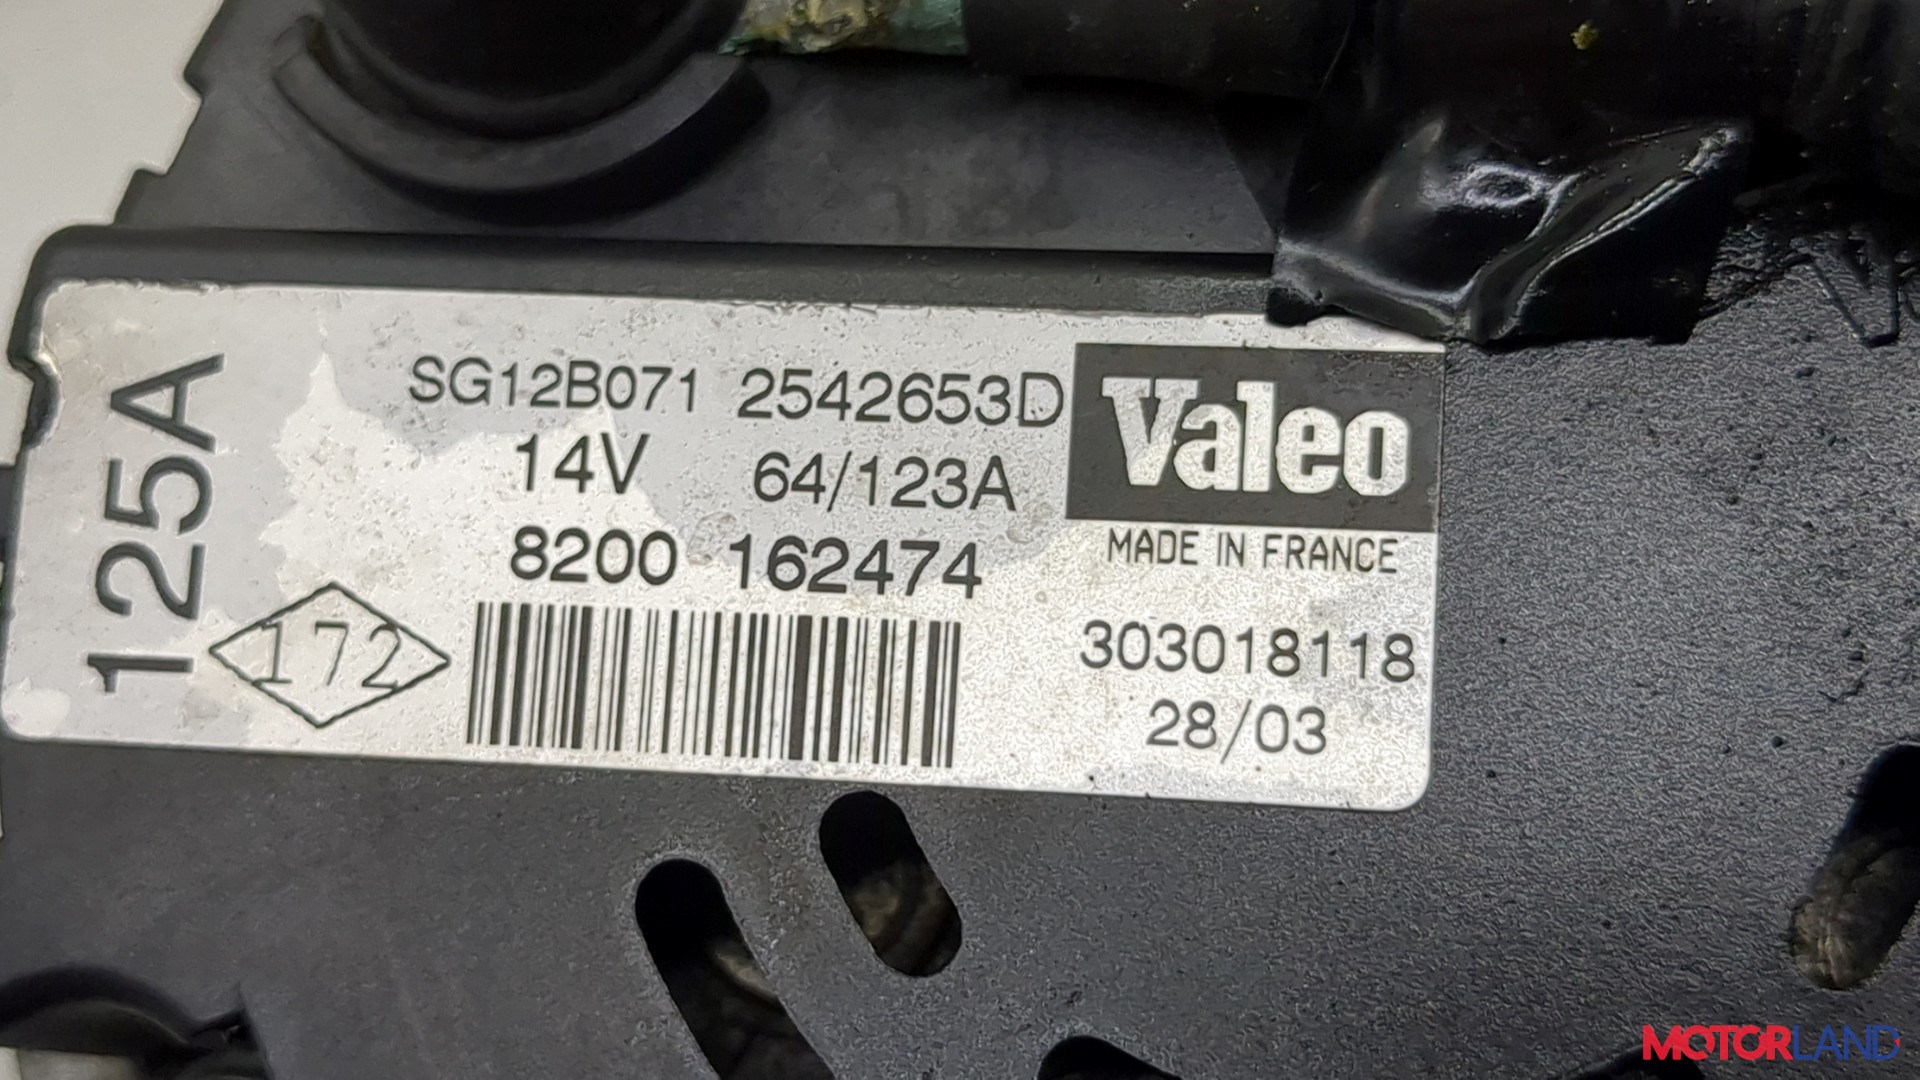 125A
SG12B071 2542653D
14V 64/123A
8200 162474
172
Valeo
MADE IN FRANCE
303018118
28/03
MOTORLAND